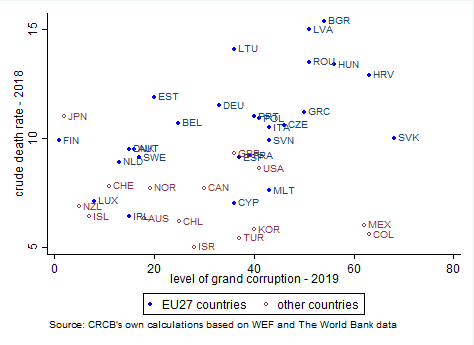 crude death rate - 2018
15
10
5
BGR
LVA
LTU
ROU
HUN
HRV
EST
DEU
GRC
JPN
BEL
PRT
POL
CZE
ITA
FIN
SVN
SVK
AUT
SWE
NLD
GBR
FRA
ESP
USA
CHE
NOR
CAN
MLT
LUX
NZL
CYP
ISL
IRL
AUS
CHL
MEX
KOR
COL
TUR
ISR
0
20
40
60
80
level of grand corruption - 2019
EU27 countries
other countries
Source: CRCB's own calculations based on WEF and The World Bank data